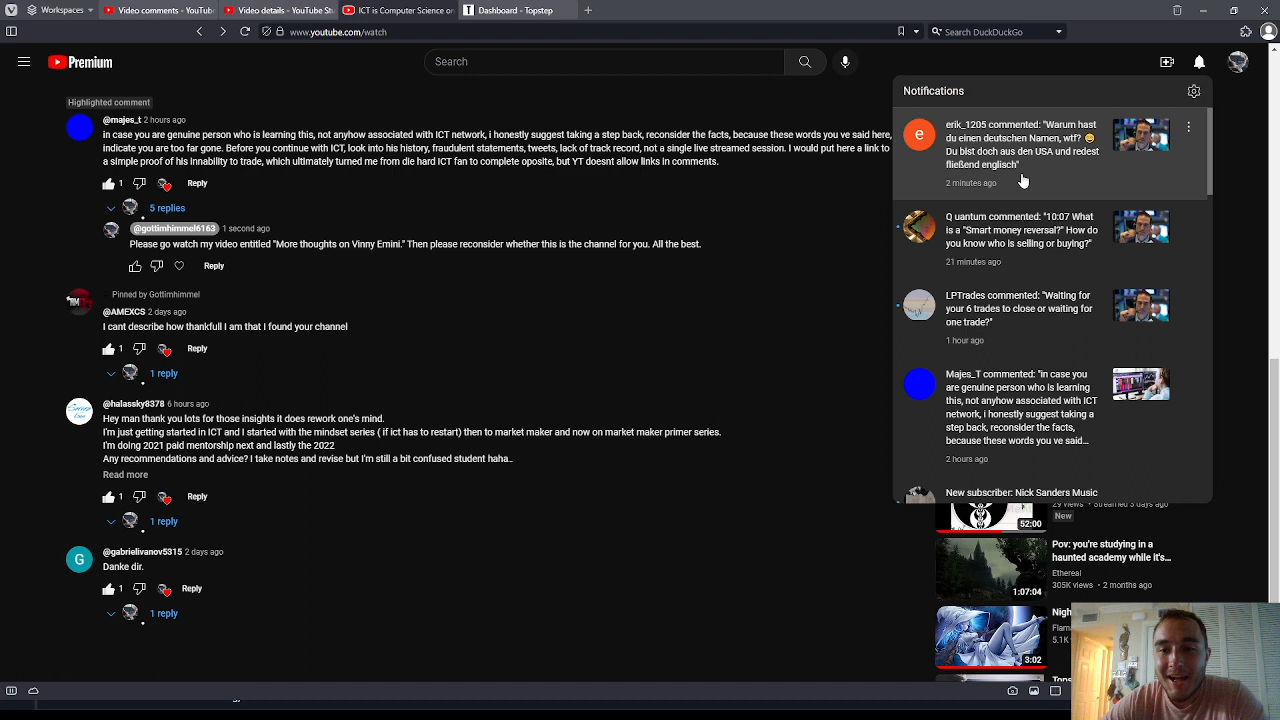 Workspaces
Video comments - YouTube
Video details - YouTube St
ICT is Computer Science or
Dashboard - Topstep
www.youtube.com/watch
Search DuckDuckGo
Premium
Search
Notifications
Highlighted comment
@majes_t 2 hours ago
in case you are genuine person who is learning this, not anyhow associated with ICT network, i honestly suggest taking a step back, reconsider the facts, because these words you ve said here,
indicate you are too far gone. Before you continue with ICT, look into his history, fraudulent statements, tweets, lack of track record, not a single live streamed session. I would put here a link to
a simple proof of his innability to trade, which ultimately turned me from die hard ICT fan to complete oposite, but YT doesnt allow links in comments.
1
Reply
5 replies
@gottimhimmel6163 1 second ago
Please go watch my video entitled "More thoughts on Vinny Emini." Then please reconsider whether this is the channel for you. All the best.
Reply
Pinned by Gottimhimmel
@AMEXCS 2 days ago
I cant describe how thankfull I am that I found your channel
1
Reply
1 reply
@halassky8378 6 hours ago
Hey man thank you lots for those insights it does rework one's mind.
I'm just getting started in ICT and I started with the mindset series ( if ict has to restart) then to market maker and now on market maker primer series.
I'm doing 2021 paid mentorship next and lastly the 2022
Any recommendations and advice? I take notes and revise but I'm still a bit confused student haha..
Read more
1
Reply
1 reply
G
@gabrielivanov5315 2 days ago
Danke dir.
1
Reply
1 reply
e
erik_1205 commented: "Warum hast
du einen deutschen Namen, wtf? 😄
Du bist doch aus den USA und redest
fließend englisch"
2 minutes ago
Q uantum commented: "10:07 What
is a "Smart money reversal?" How do
you know who is selling or buying?"
21 minutes ago
LPTrades commented: "Waiting for
your 6 trades to close or waiting for
one trade?"
1 hour ago
Majes_T commented: "in case you
are genuine person who is learning
this, not anyhow associated with ICT
network, i honestly suggest taking a
step back, reconsider the facts,
because these words you ve said...
2 hours ago
New subscriber: Nick Sanders Music
29 views • Streamed 3 days ago
New
52:00
Pov: you're studying in a
haunted academy while it's...
Ethereal
305K views • 2 months ago
1:07:04
3:02